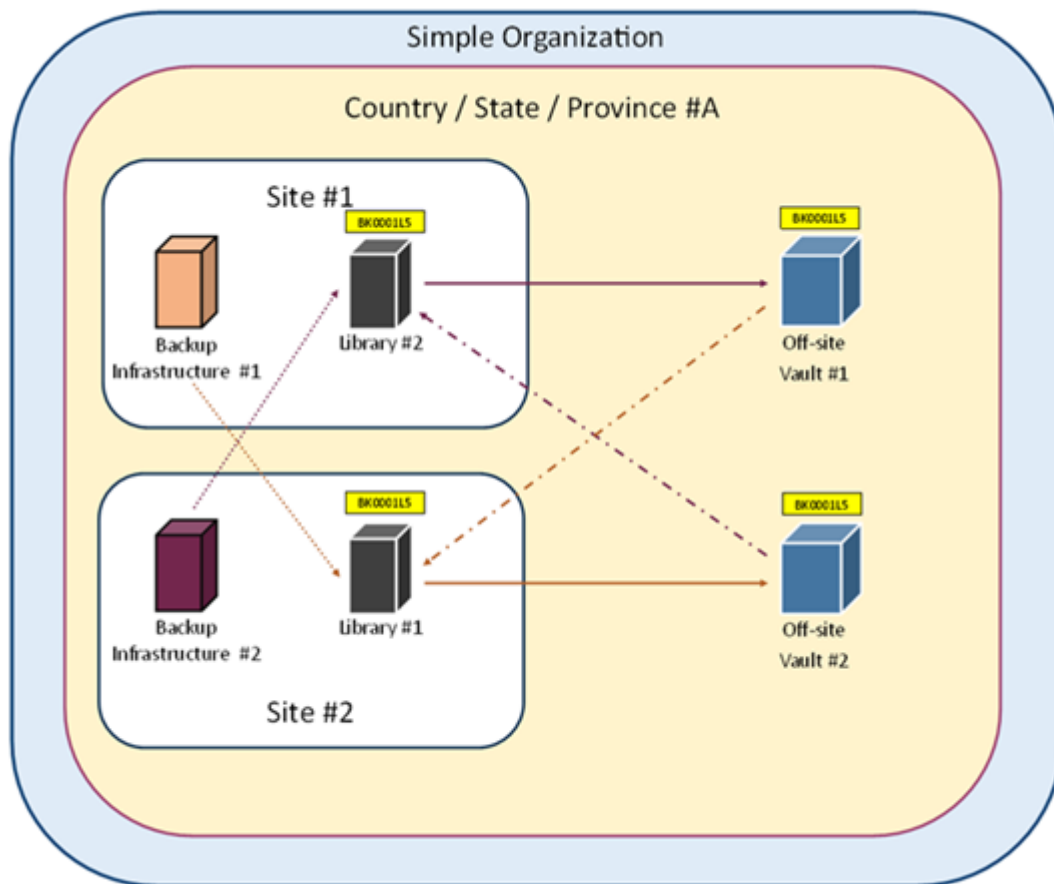 Simple Organization
Country / State / Province #A
Site #1
BK0001L5
BK0001L5
Backup
Infrastructure #1
Library #2
Off-site
Vault #1
BK0001L5
BK0001L5
Backup
Infrastructure #2
Library #1
Off-site
Vault #2
Site #2